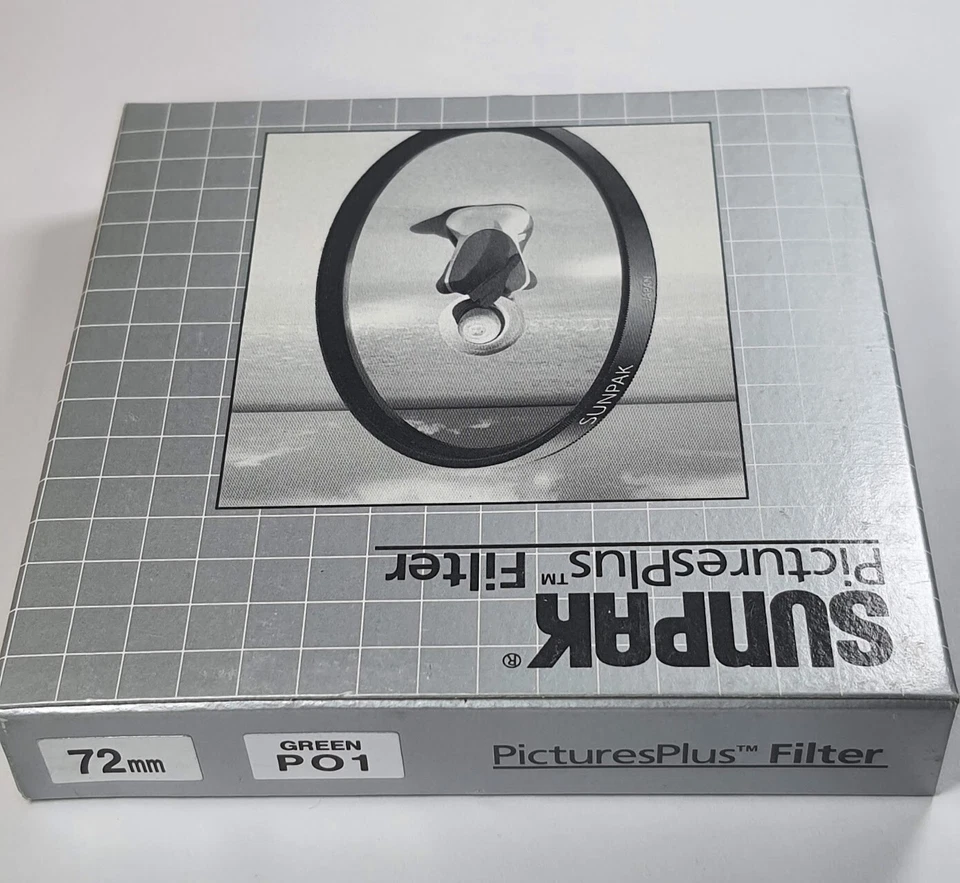 SUNPAK®
PicturesPlus™ Filter
SUNPAK
72mm
GREEN
PO1
PicturesPlus™ Filter